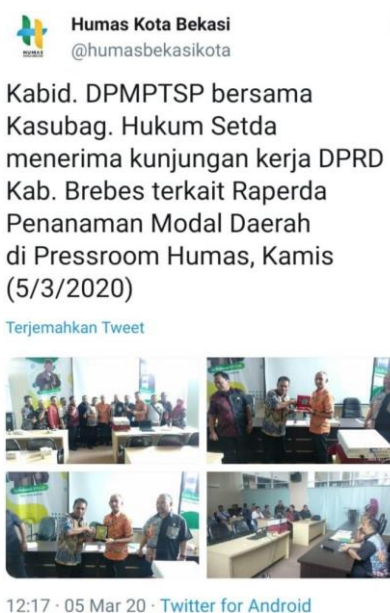 Humas Kota Bekasi
@humasbekasikota
HUMAS
Kabid. DPMPTSP bersama
Kasubag. Hukum Setda
menerima kunjungan kerja DPRD
Kab. Brebes terkait Raperda
Penanaman Modal Daerah
di Pressroom Humas, Kamis
(5/3/2020)
Terjemahkan Tweet
12:17 · 05 Mar 20 · Twitter for Android